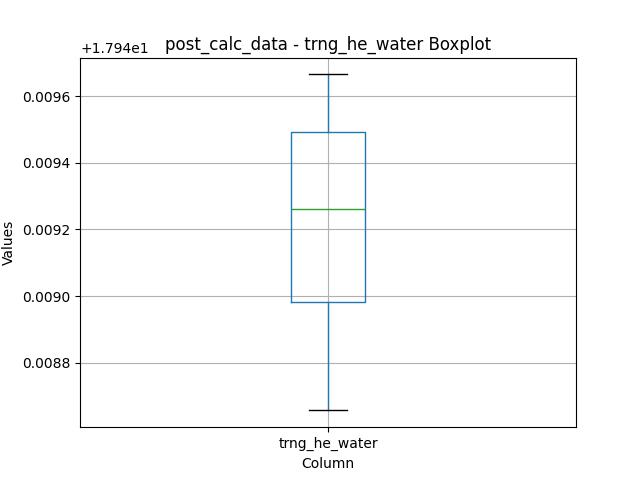 +1.794e1
post_calc_data - trng_he_water Boxplot
0.0096
0.0094
0.0092
0.0090
0.0088
Values
trng_he_water
Column